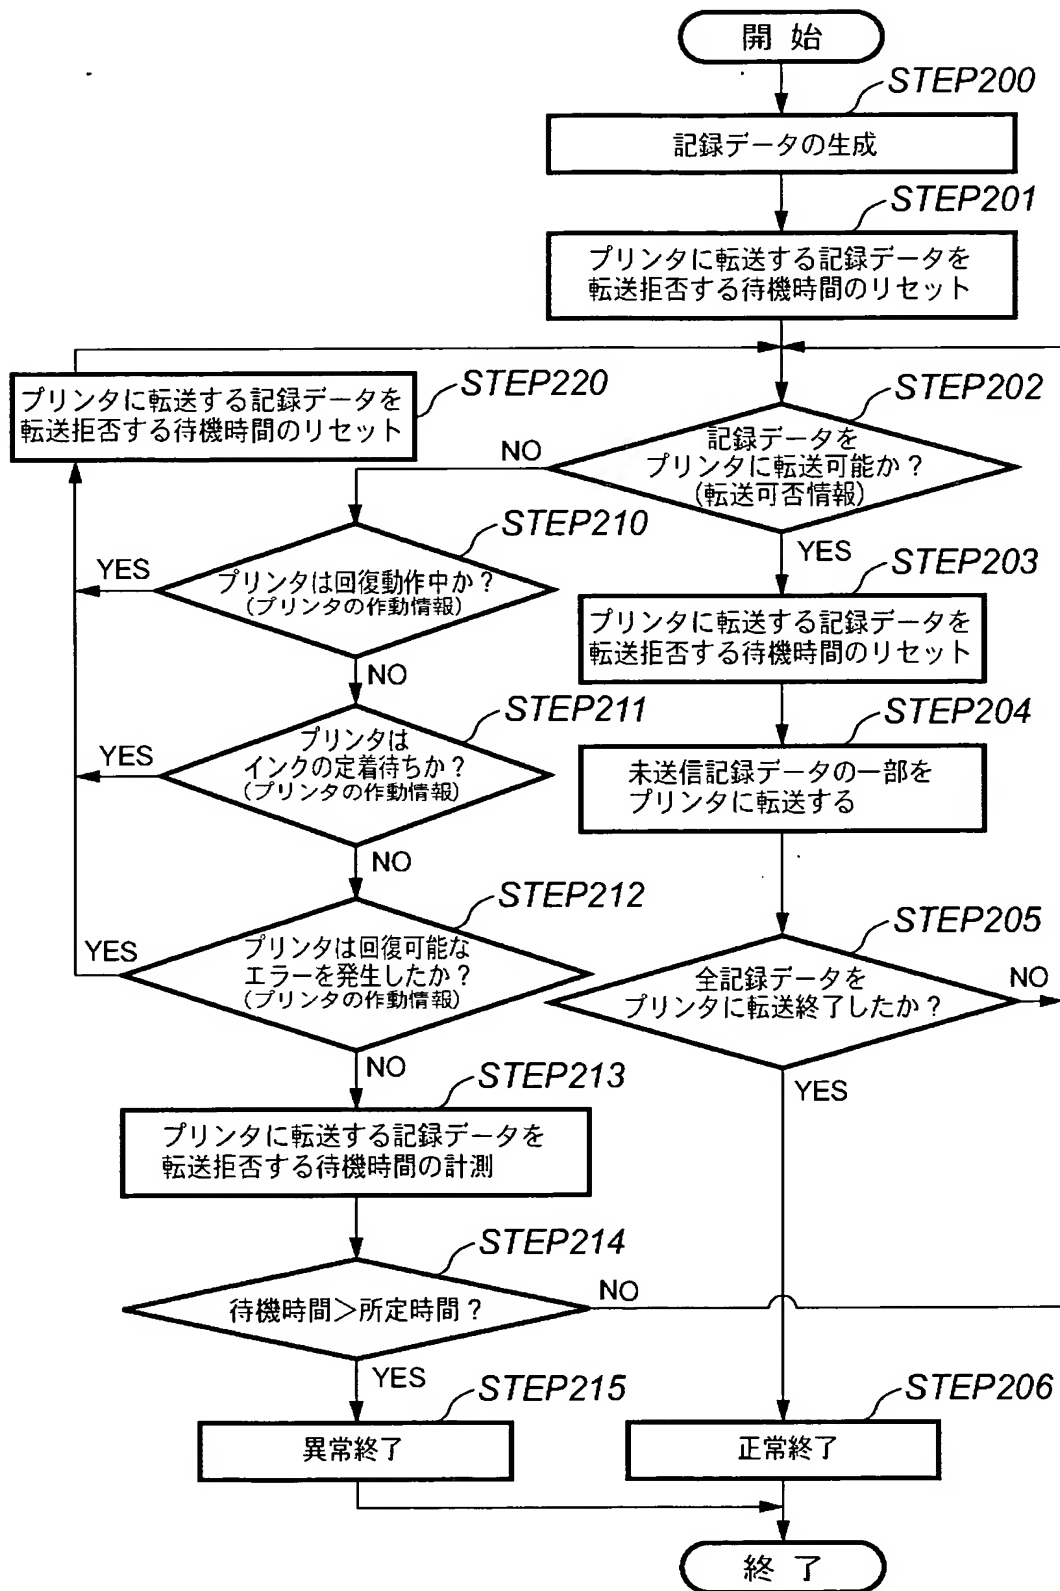 開 始
STEP200
記録データの生成
STEP201
プリンタに転送する記録データを
転送拒否する待機時間のリセット
STEP220
プリンタに転送する記録データを
転送拒否する待機時間のリセット
STEP202
記録データを
プリンタに転送可能か?
(転送可否情報)
NO
YES
STEP210
プリンタは回復動作中か?
(プリンタの作動情報)
YES
NO
STEP203
プリンタに転送する記録データを
転送拒否する待機時間のリセット
STEP211
プリンタは
インクの定着待ちか?
(プリンタの作動情報)
YES
NO
STEP204
未送信記録データの一部を
プリンタに転送する
STEP212
プリンタは回復可能な
エラーを発生したか?
(プリンタの作動情報)
YES
NO
STEP205
全記録データを
プリンタに転送終了したか?
NO
YES
STEP213
プリンタに転送する記録データを
転送拒否する待機時間の計測
STEP214
待機時間>所定時間?
NO
YES
STEP215
異常終了
STEP206
正常終了
終 了